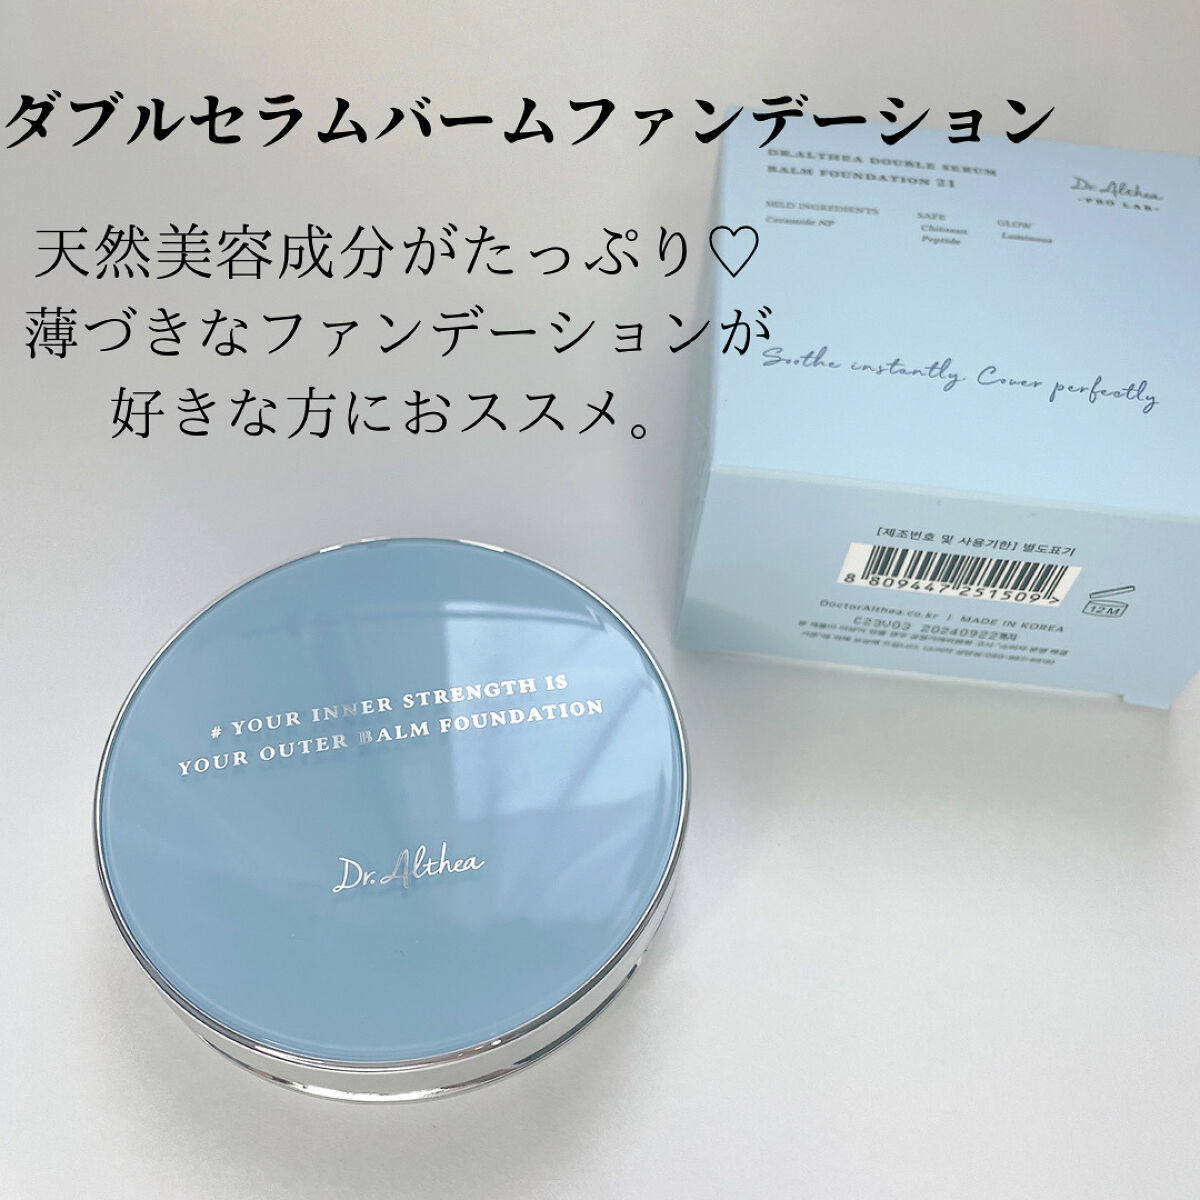 ダブルセラムバームファンデーション
天然美容成分がたっぷり♡
薄づきなファンデーションが
好きな方におススメ。
DR.ALTHEA DOUBLE SERUM
BALM FOUNDATION 21
Dr. Althea
-PRO LAB-
MILD INGREDIENTS
Ceramide NP
SAFE
Chitosan
Peptide
GLOW
Luminous
Soothe instantly Cover perfectly
[제조번호 및 사용기한] 별도표기
8 809447 251509 >
12M
DoctorAlthea.co.kr | MADE IN KOREA
C23V03 20240922까지
# YOUR INNER STRENGTH IS
YOUR OUTER BALM FOUNDATION
Dr. Althea